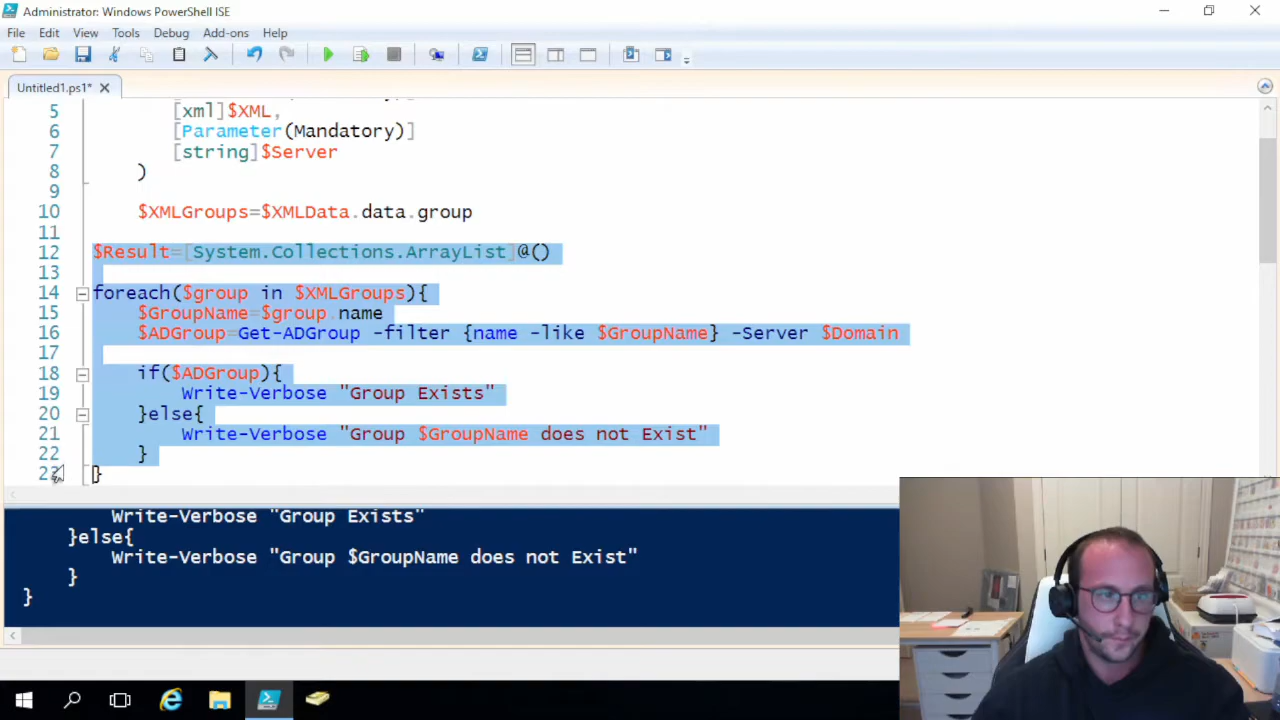 Administrator: Windows PowerShell ISE
File Edit View Tools Debug Add-ons Help
Untitled1.ps1* X
5 [xml]$XML,
6 [Parameter(Mandatory)]
7 [string]$Server
8 )
9
10 $XMLGroups=$XMLData.data.group
11
12 $Result=[System.Collections.ArrayList]@()
13
14 foreach($group in $XMLGroups){
15 $GroupName=$group.name
16 $ADGroup=Get-ADGroup -filter {name -like $GroupName} -Server $Domain
17
18 if($ADGroup){
19 Write-Verbose "Group Exists"
20 }else{
21 Write-Verbose "Group $GroupName does not Exist"
22 }
23 }
Write-Verbose "Group Exists"
}else{
Write-Verbose "Group $GroupName does not Exist"
}
}